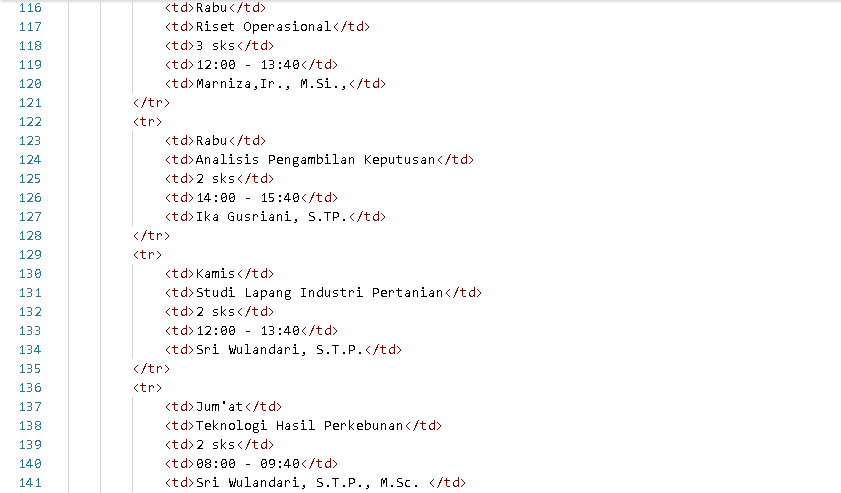 116 <td>Rabu</td>
117 <td>Riset Operasional</td>
118 <td>3 sks</td>
119 <td>12:00 - 13:40</td>
120 <td>Marniza,Ir., M.Si.,</td>
121 </tr>
122 <tr>
123 <td>Rabu</td>
124 <td>Analisis Pengambilan Keputusan</td>
125 <td>2 sks</td>
126 <td>14:00 - 15:40</td>
127 <td>Ika Gusriani, S.TP.</td>
128 </tr>
129 <tr>
130 <td>Kamis</td>
131 <td>Studi Lapang Industri Pertanian</td>
132 <td>2 sks</td>
133 <td>12:00 - 13:40</td>
134 <td>Sri Wulandari, S.T.P.</td>
135 </tr>
136 <tr>
137 <td>Jum'at</td>
138 <td>Teknologi Hasil Perkebunan</td>
139 <td>2 sks</td>
140 <td>08:00 - 09:40</td>
141 <td>Sri Wulandari, S.T.P., M.Sc. </td>